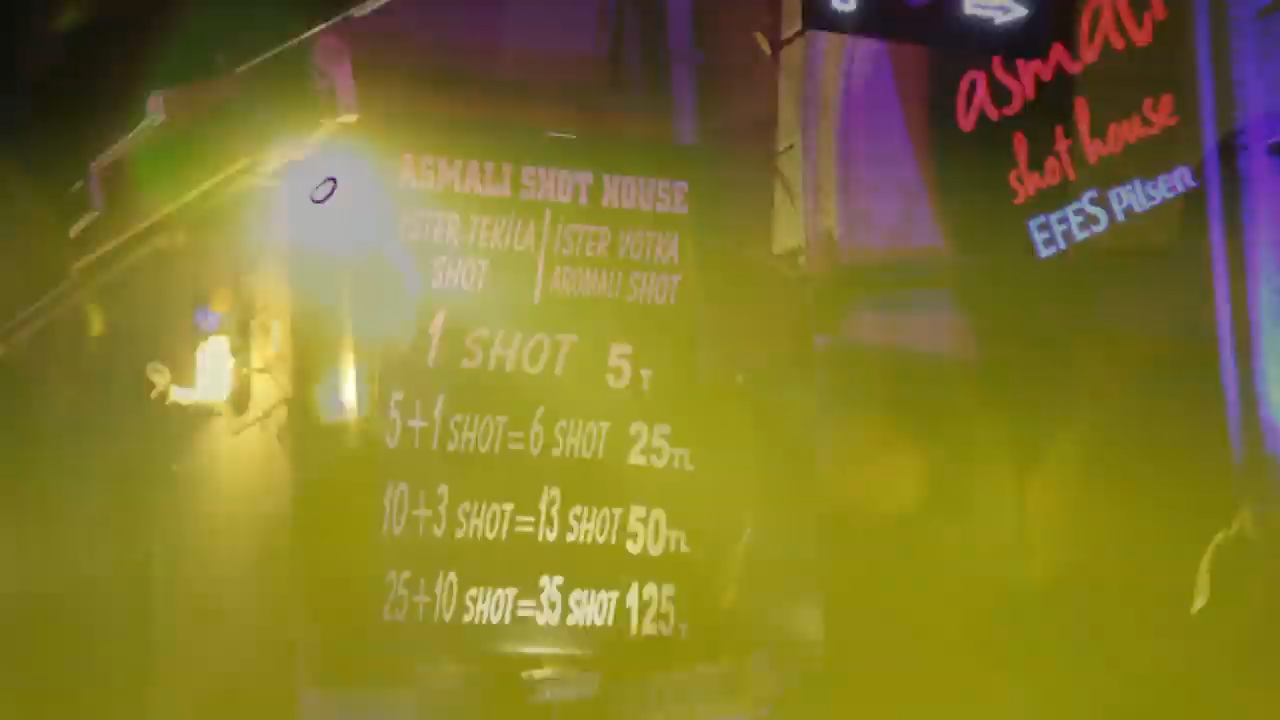 ASMALI SHOT HOUSE
İSTER TEKİLA SHOT
İSTER VOTKA AROMALI SHOT
1 SHOT 5
5+1 SHOT=6 SHOT 25TL
10+3 SHOT=13 SHOT 50TL
25+10 SHOT=35 SHOT 125
asmalı
shot house
EFES Pilsen